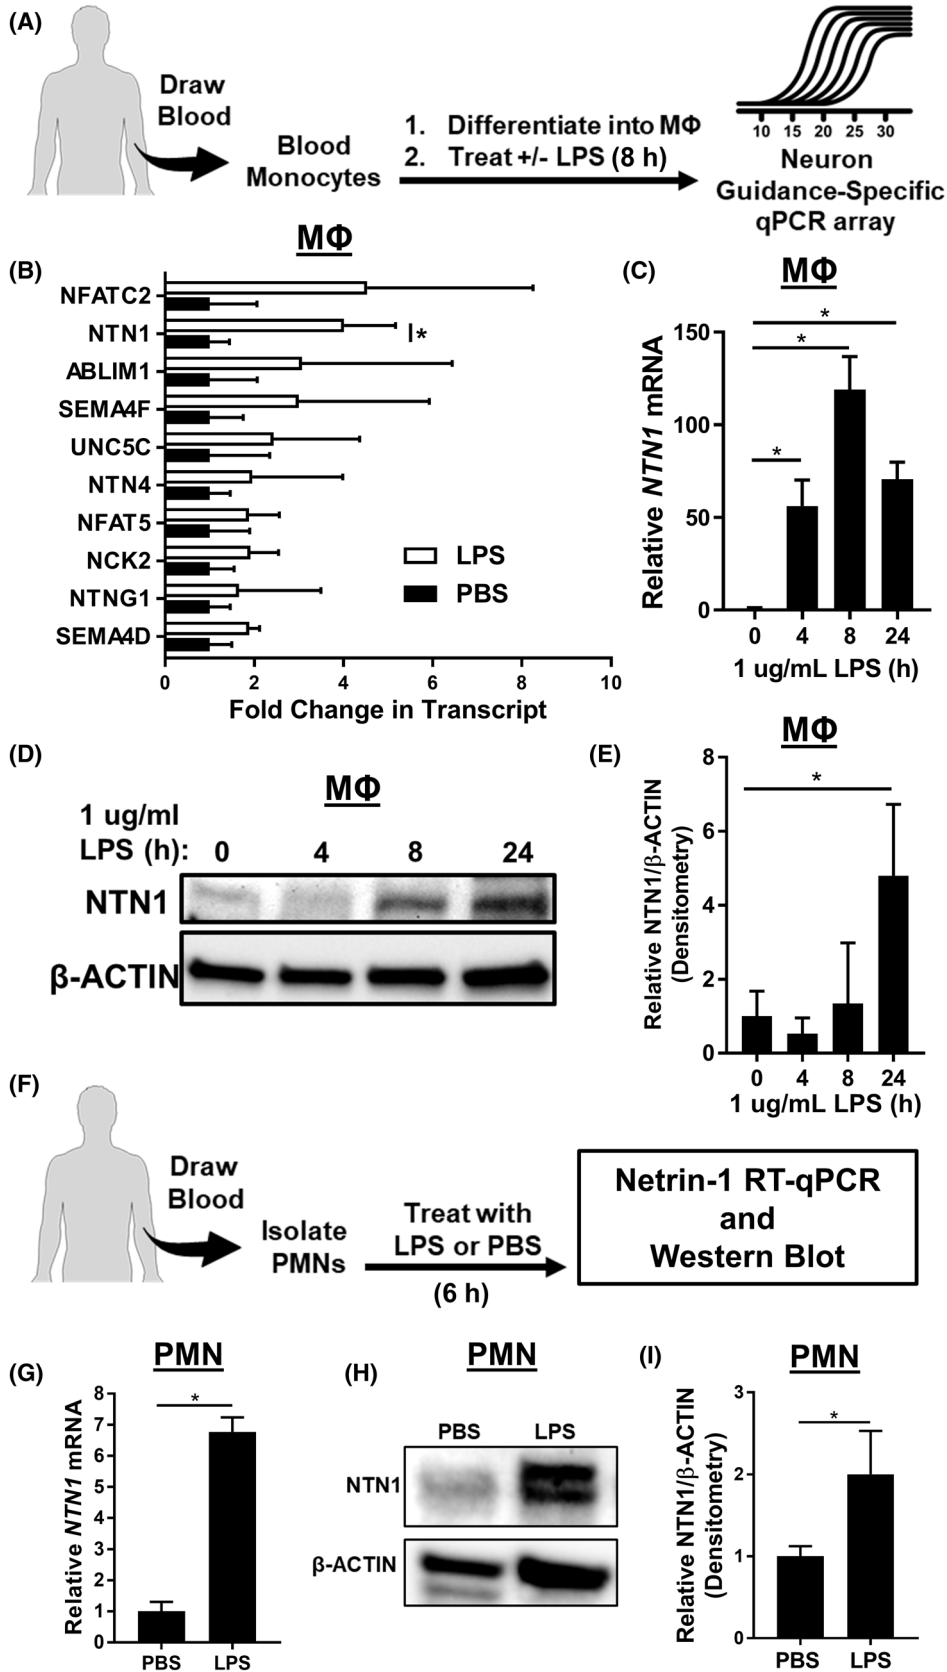 (A)
Draw
Blood
Blood
Monocytes
1. Differentiate into MΦ
2. Treat +/- LPS (8 h)
10 15 20 25 30
Neuron
Guidance-Specific
qPCR array
(B)
MΦ
NFATC2
NTN1
ABLIM1
SEMA4F
UNC5C
NTN4
NFAT5
NCK2
NTNG1
SEMA4D
*
LPS
PBS
0 2 4 6 8 10
Fold Change in Transcript
(C)
MΦ
Relative NTN1 mRNA
150
100
50
0
*
*
*
0 4 8 24
1 ug/mL LPS (h)
(D)
MΦ
1 ug/ml
LPS (h): 0 4 8 24
NTN1
β-ACTIN
(E)
MΦ
Relative NTN1/β-ACTIN
(Densitometry)
8
6
4
2
0
*
0 4 8 24
1 ug/mL LPS (h)
(F)
Draw
Blood
Isolate
PMNs
Treat with
LPS or PBS
(6 h)
Netrin-1 RT-qPCR
and
Western Blot
(G)
PMN
Relative NTN1 mRNA
8
7
6
5
4
3
2
1
0
*
PBS LPS
(H)
PMN
PBS LPS
NTN1
β-ACTIN
(I)
PMN
Relative NTN1/β-ACTIN
(Densitometry)
3
2
1
0
*
PBS LPS